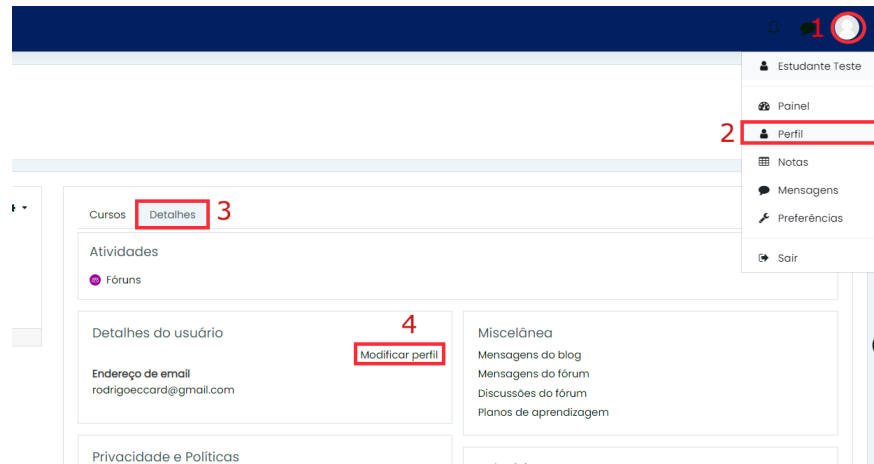 1
Estudante Teste
Painel
2
Perfil
Notas
Mensagens
Preferências
Sair
Cursos
Detalhes
3
Atividades
Fóruns
Detalhes do usuário
4
Modificar perfil
Endereço de email
rodrigoeccard@gmail.com
Miscelânea
Mensagens do blog
Mensagens do fórum
Discussões do fórum
Planos de aprendizagem
Privacidade e Políticas